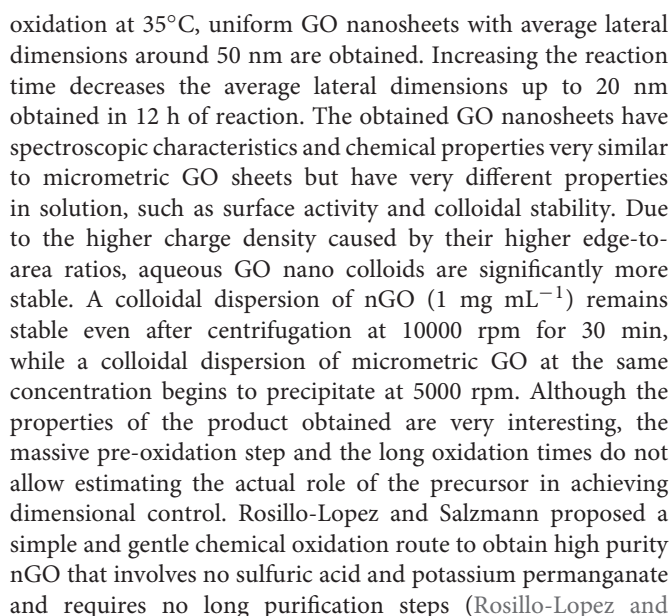 oxidation at 35°C, uniform GO nanosheets with average lateral
dimensions around 50 nm are obtained. Increasing the reaction
time decreases the average lateral dimensions up to 20 nm
obtained in 12 h of reaction. The obtained GO nanosheets have
spectroscopic characteristics and chemical properties very similar
to micrometric GO sheets but have very different properties
in solution, such as surface activity and colloidal stability. Due
to the higher charge density caused by their higher edge-to-
area ratios, aqueous GO nano colloids are significantly more
stable. A colloidal dispersion of nGO (1 mg mL⁻¹) remains
stable even after centrifugation at 10000 rpm for 30 min,
while a colloidal dispersion of micrometric GO at the same
concentration begins to precipitate at 5000 rpm. Although the
properties of the product obtained are very interesting, the
massive pre-oxidation step and the long oxidation times do not
allow estimating the actual role of the precursor in achieving
dimensional control. Rosillo-Lopez and Salzmann proposed a
simple and gentle chemical oxidation route to obtain high purity
nGO that involves no sulfuric acid and potassium permanganate
and requires no long purification steps (Rosillo-Lopez and